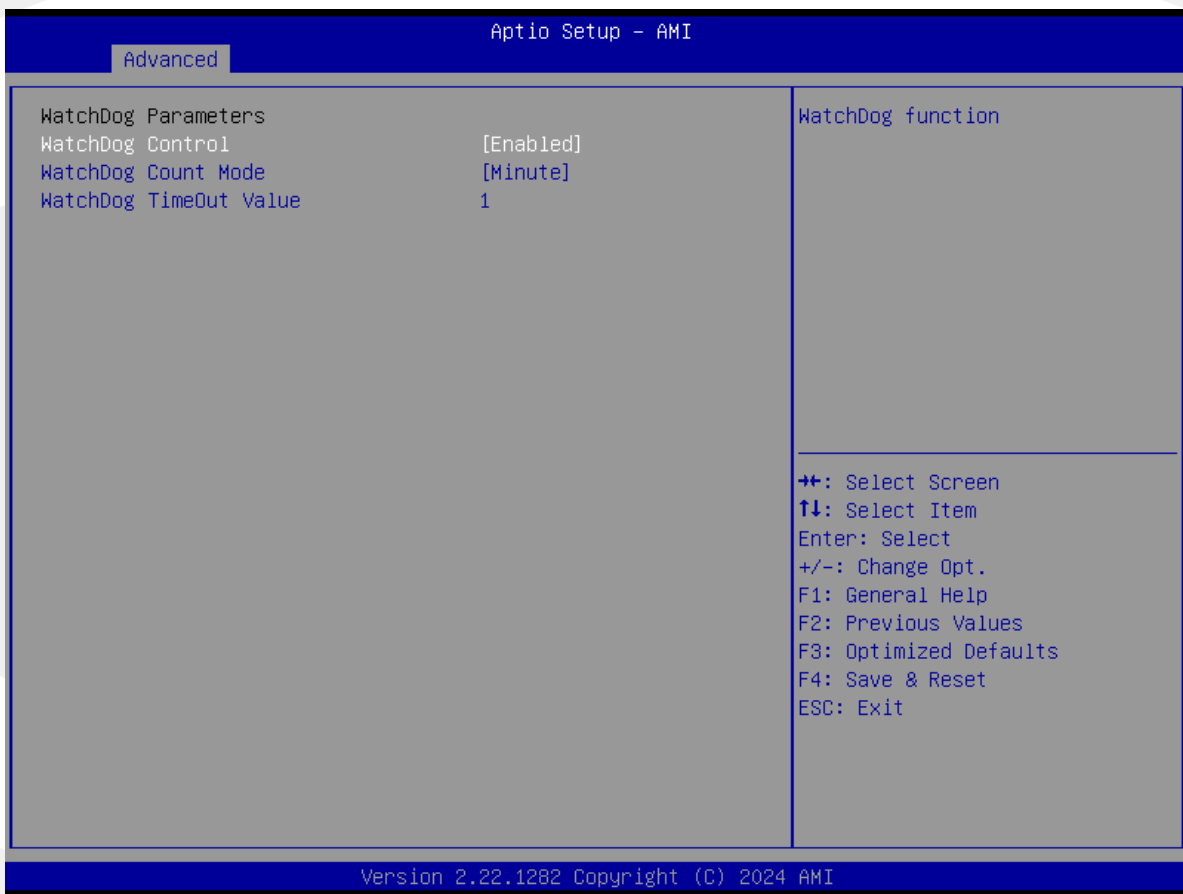 Aptio Setup – AMI
Advanced
WatchDog Parameters
WatchDog Control [Enabled]
WatchDog Count Mode [Minute]
WatchDog TimeOut Value 1
WatchDog function
→←: Select Screen
↑↓: Select Item
Enter: Select
+/-: Change Opt.
F1: General Help
F2: Previous Values
F3: Optimized Defaults
F4: Save & Reset
ESC: Exit
Version 2.22.1282 Copyright (C) 2024 AMI